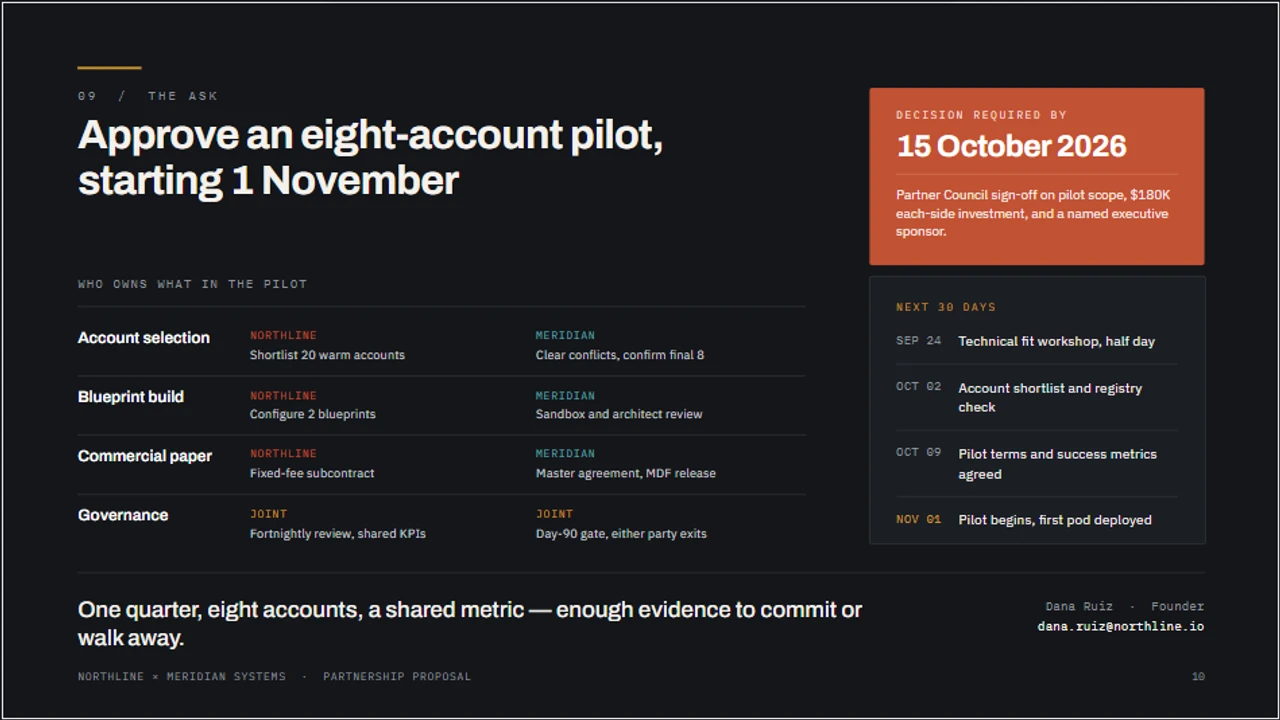 09 / THE ASK
Approve an eight-account pilot,
starting 1 November
DECISION REQUIRED BY
15 October 2026
Partner Council sign-off on pilot scope, $180K
each-side investment, and a named executive
sponsor.
WHO OWNS WHAT IN THE PILOT
Account selection
NORTHLINE
Shortlist 20 warm accounts
MERIDIAN
Clear conflicts, confirm final 8
Blueprint build
NORTHLINE
Configure 2 blueprints
MERIDIAN
Sandbox and architect review
Commercial paper
NORTHLINE
Fixed-fee subcontract
MERIDIAN
Master agreement, MDF release
Governance
JOINT
Fortnightly review, shared KPIs
JOINT
Day-90 gate, either party exits
NEXT 30 DAYS
SEP 24 Technical fit workshop, half day
OCT 02 Account shortlist and registry
check
OCT 09 Pilot terms and success metrics
agreed
NOV 01 Pilot begins, first pod deployed
One quarter, eight accounts, a shared metric — enough evidence to commit or
walk away.
Dana Ruiz · Founder
dana.ruiz@northline.io
NORTHLINE × MERIDIAN SYSTEMS · PARTNERSHIP PROPOSAL
10